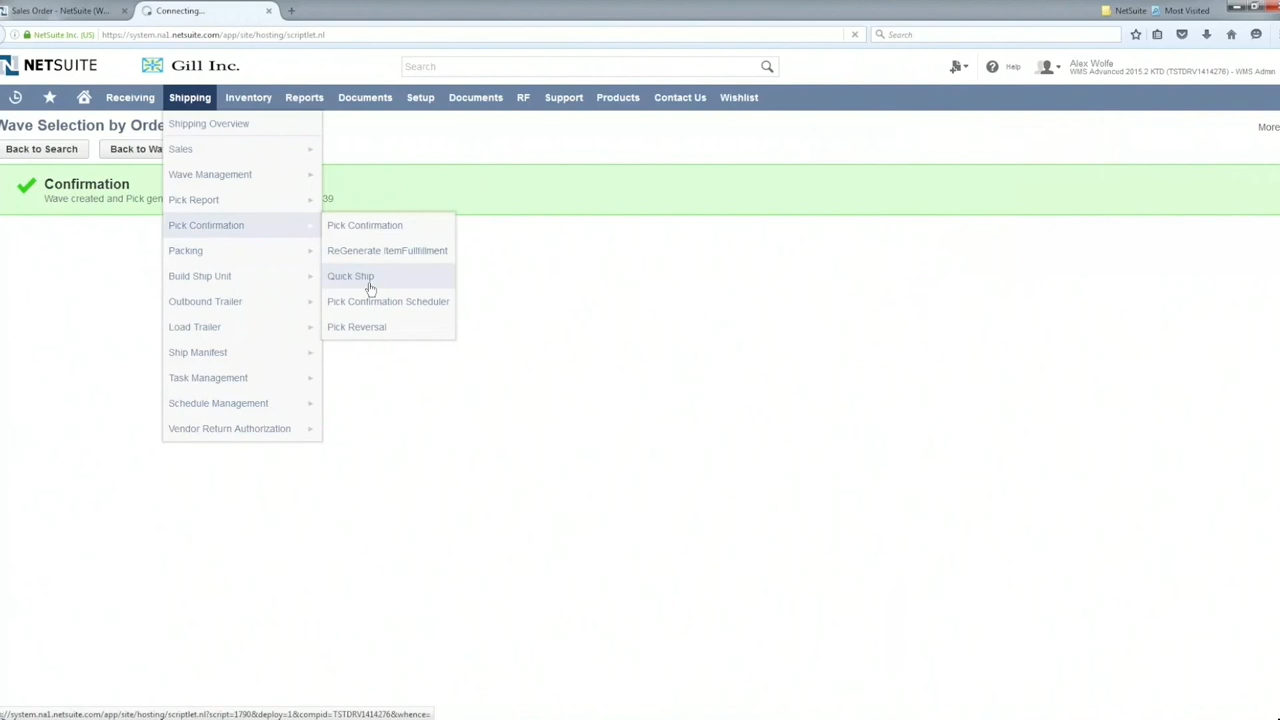 Sales Order - NetSuite (W...
Connecting...
NetSuite
Most Visited
NetSuite Inc. (US)
https://system.na1.netsuite.com/app/site/hosting/scriptlet.nl
Search
NETSUITE
Gill Inc.
Search
Help
Alex Wolfe
WMS Advanced 2015.2 KTD (TSTDRV1414276) - WMS Admin
Receiving
Shipping
Inventory
Reports
Documents
Setup
Documents
RF
Support
Products
Contact Us
Wishlist
Wave Selection by Orde
More
Back to Search
Back to Wa
Confirmation
Wave created and Pick gen
39
Shipping Overview
Sales
Wave Management
Pick Report
Pick Confirmation
Packing
Build Ship Unit
Outbound Trailer
Load Trailer
Ship Manifest
Task Management
Schedule Management
Vendor Return Authorization
Pick Confirmation
ReGenerate ItemFullfillment
Quick Ship
Pick Confirmation Scheduler
Pick Reversal
://system.na1.netsuite.com/app/site/hosting/scriptlet.nl?script=1790&deploy=1&compid=TSTDRV1414276&whence=